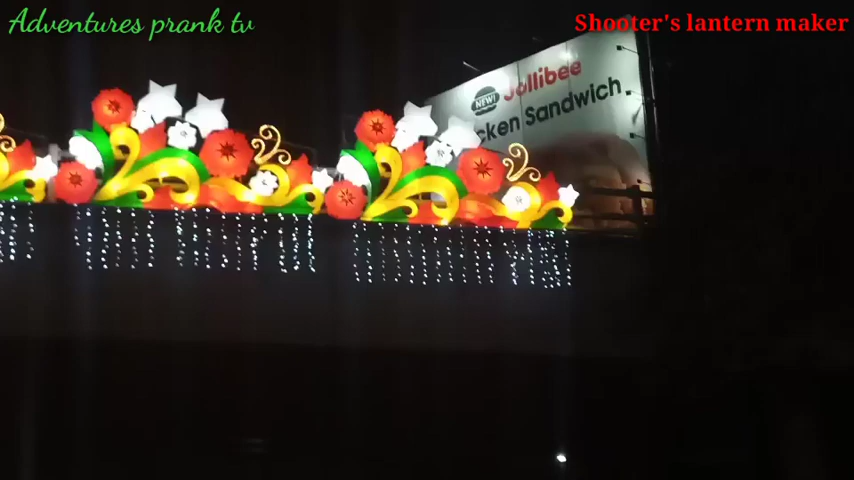 Adventures prank tv
Shooter's lantern maker
NEW!
Jollibee
cken Sandwich.